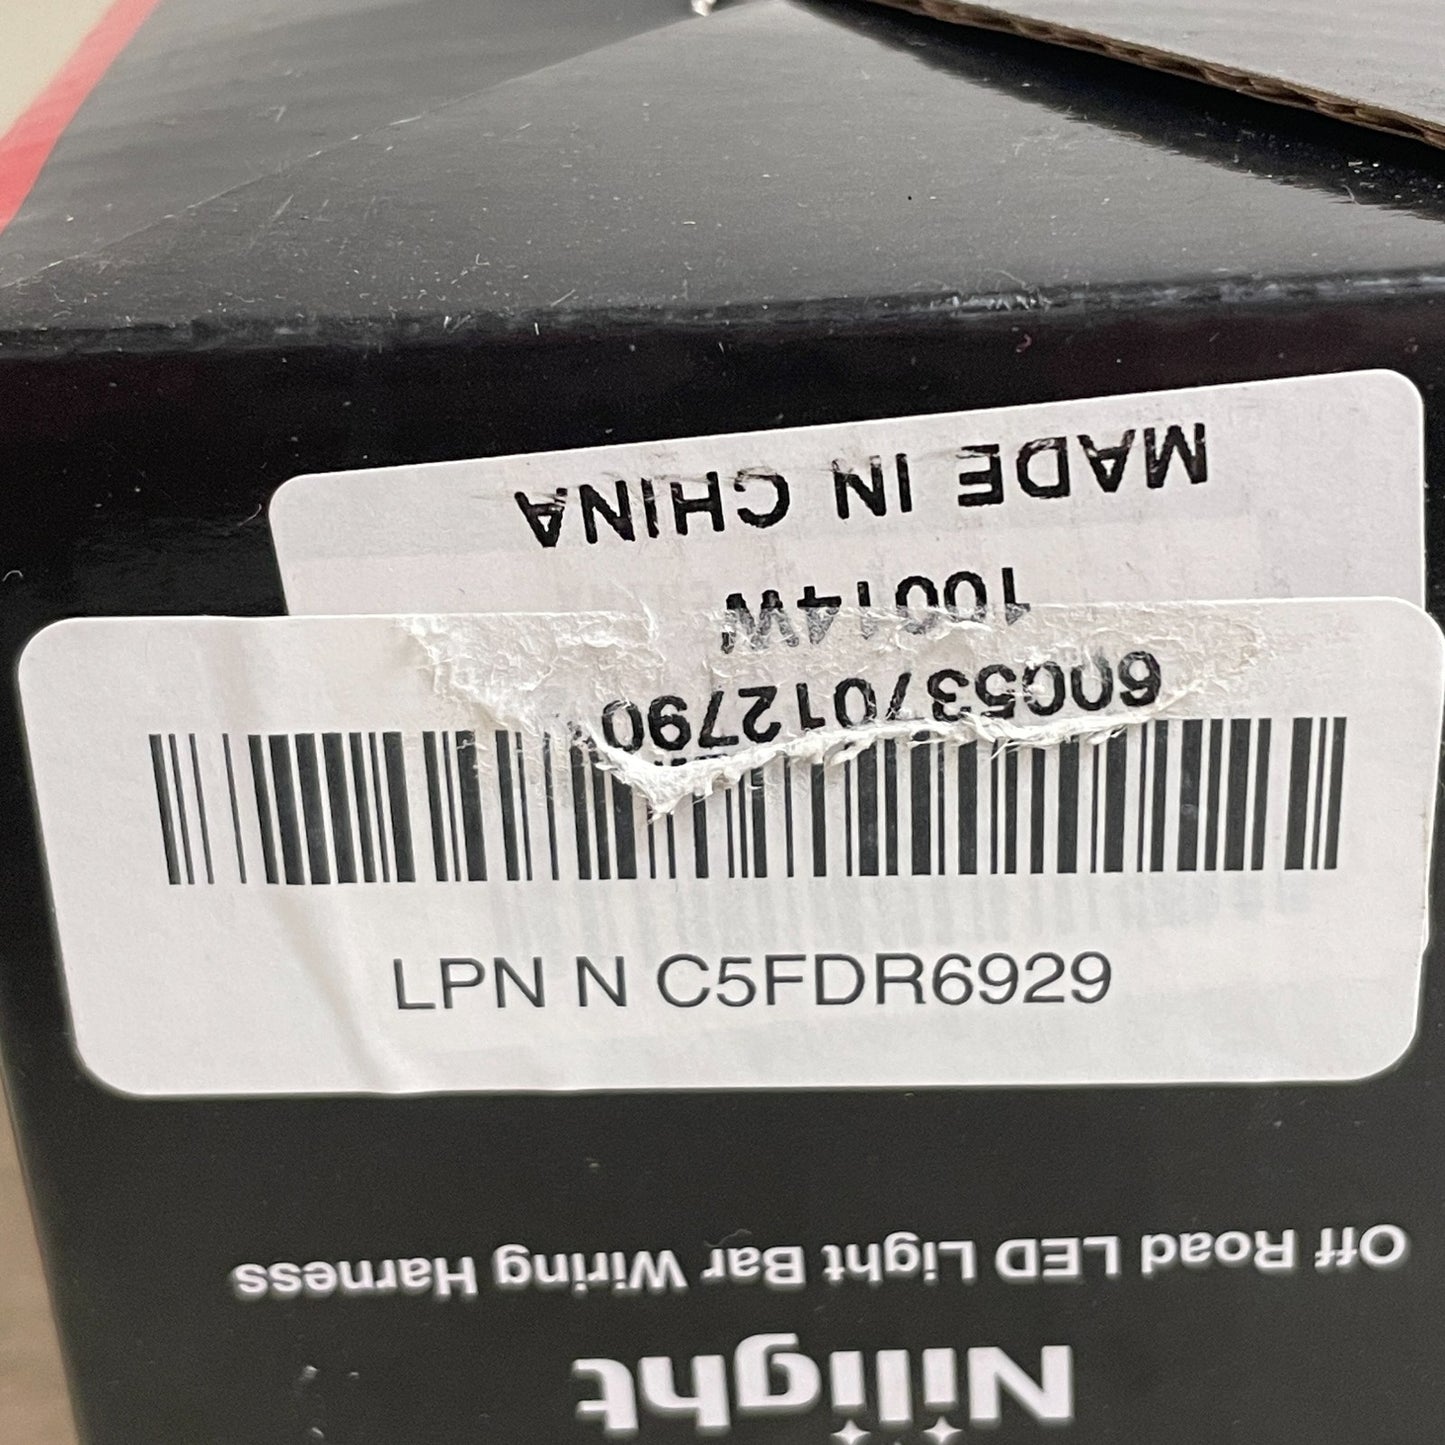 MADE IN CHINA
10014W
600537012790
LPN N C5FDR6929
Off Road LED Light Bar Wiring Harness
Nilight